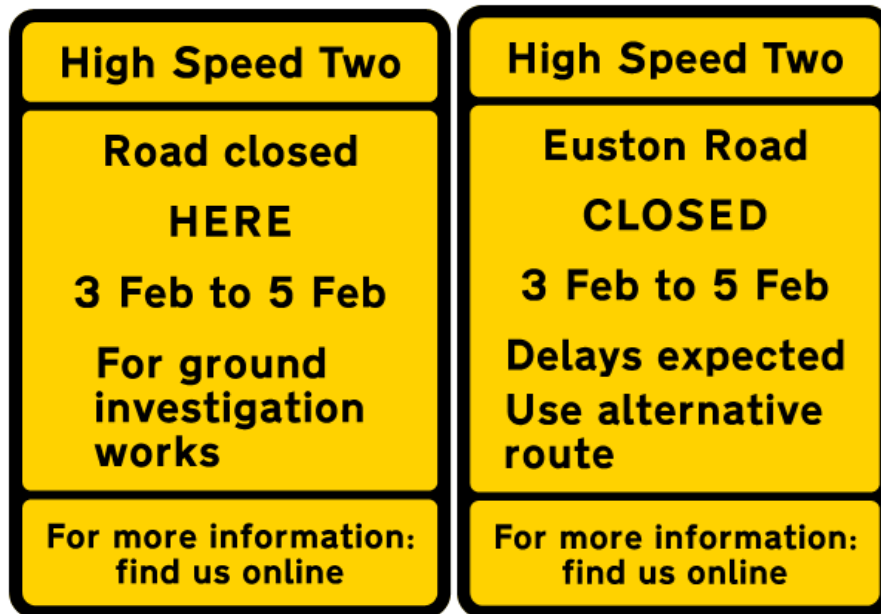 High Speed Two
Road closed
HERE
3 Feb to 5 Feb
For ground
investigation
works
For more information:
find us online
High Speed Two
Euston Road
CLOSED
3 Feb to 5 Feb
Delays expected
Use alternative
route
For more information:
find us online